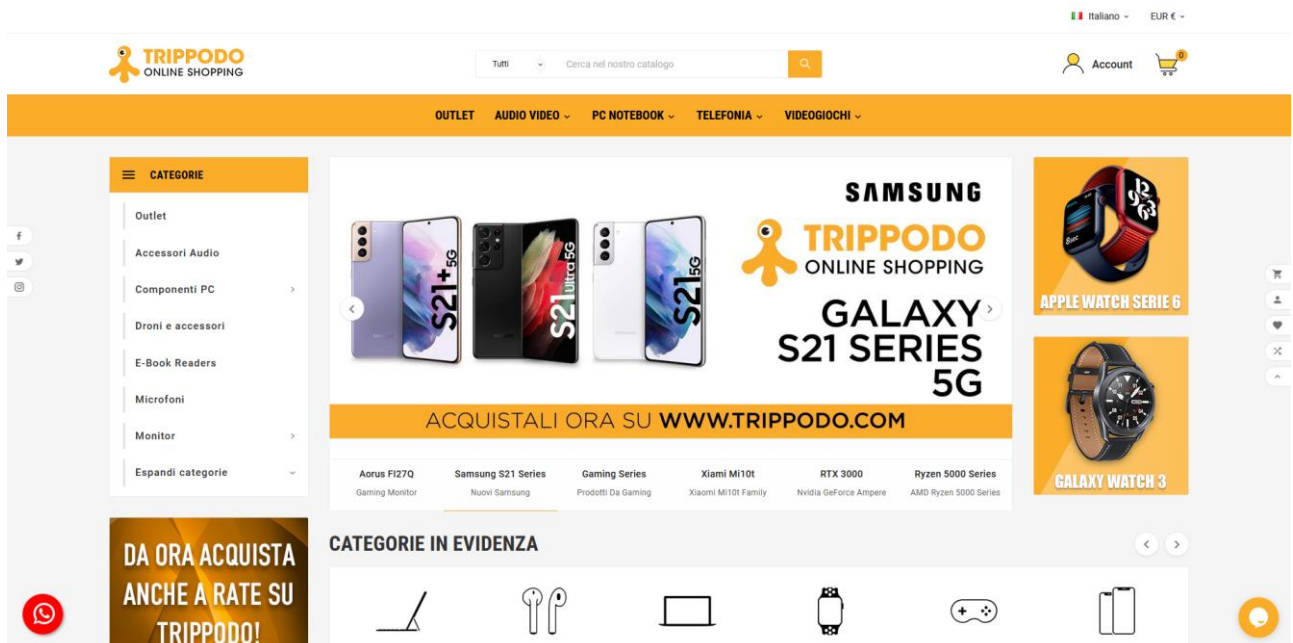 Italiano
EUR €
TRIPPODO
ONLINE SHOPPING
Tutti
Cerca nel nostro catalogo
Account
0
OUTLET
AUDIO VIDEO
PC NOTEBOOK
TELEFONIA
VIDEOGIOCHI
CATEGORIE
Outlet
Accessori Audio
Componenti PC
Droni e accessori
E-Book Readers
Microfoni
Monitor
Espandi categorie
DA ORA ACQUISTA
ANCHE A RATE SU
TRIPPODO!
S21+5G
S21Ultra 5G
S215G
SAMSUNG
TRIPPODO
ONLINE SHOPPING
GALAXY
S21 SERIES
5G
ACQUISTALI ORA SU WWW.TRIPPODO.COM
Aorus FI27Q
Gaming Monitor
Samsung S21 Series
Nuovi Samsung
Gaming Series
Prodotti Da Gaming
Xiami Mi10t
Xiaomi Mi10t Family
RTX 3000
Nvidia GeForce Ampere
Ryzen 5000 Series
AMD Ryzen 5000 Series
APPLE WATCH SERIE 6
GALAXY WATCH 3
CATEGORIE IN EVIDENZA